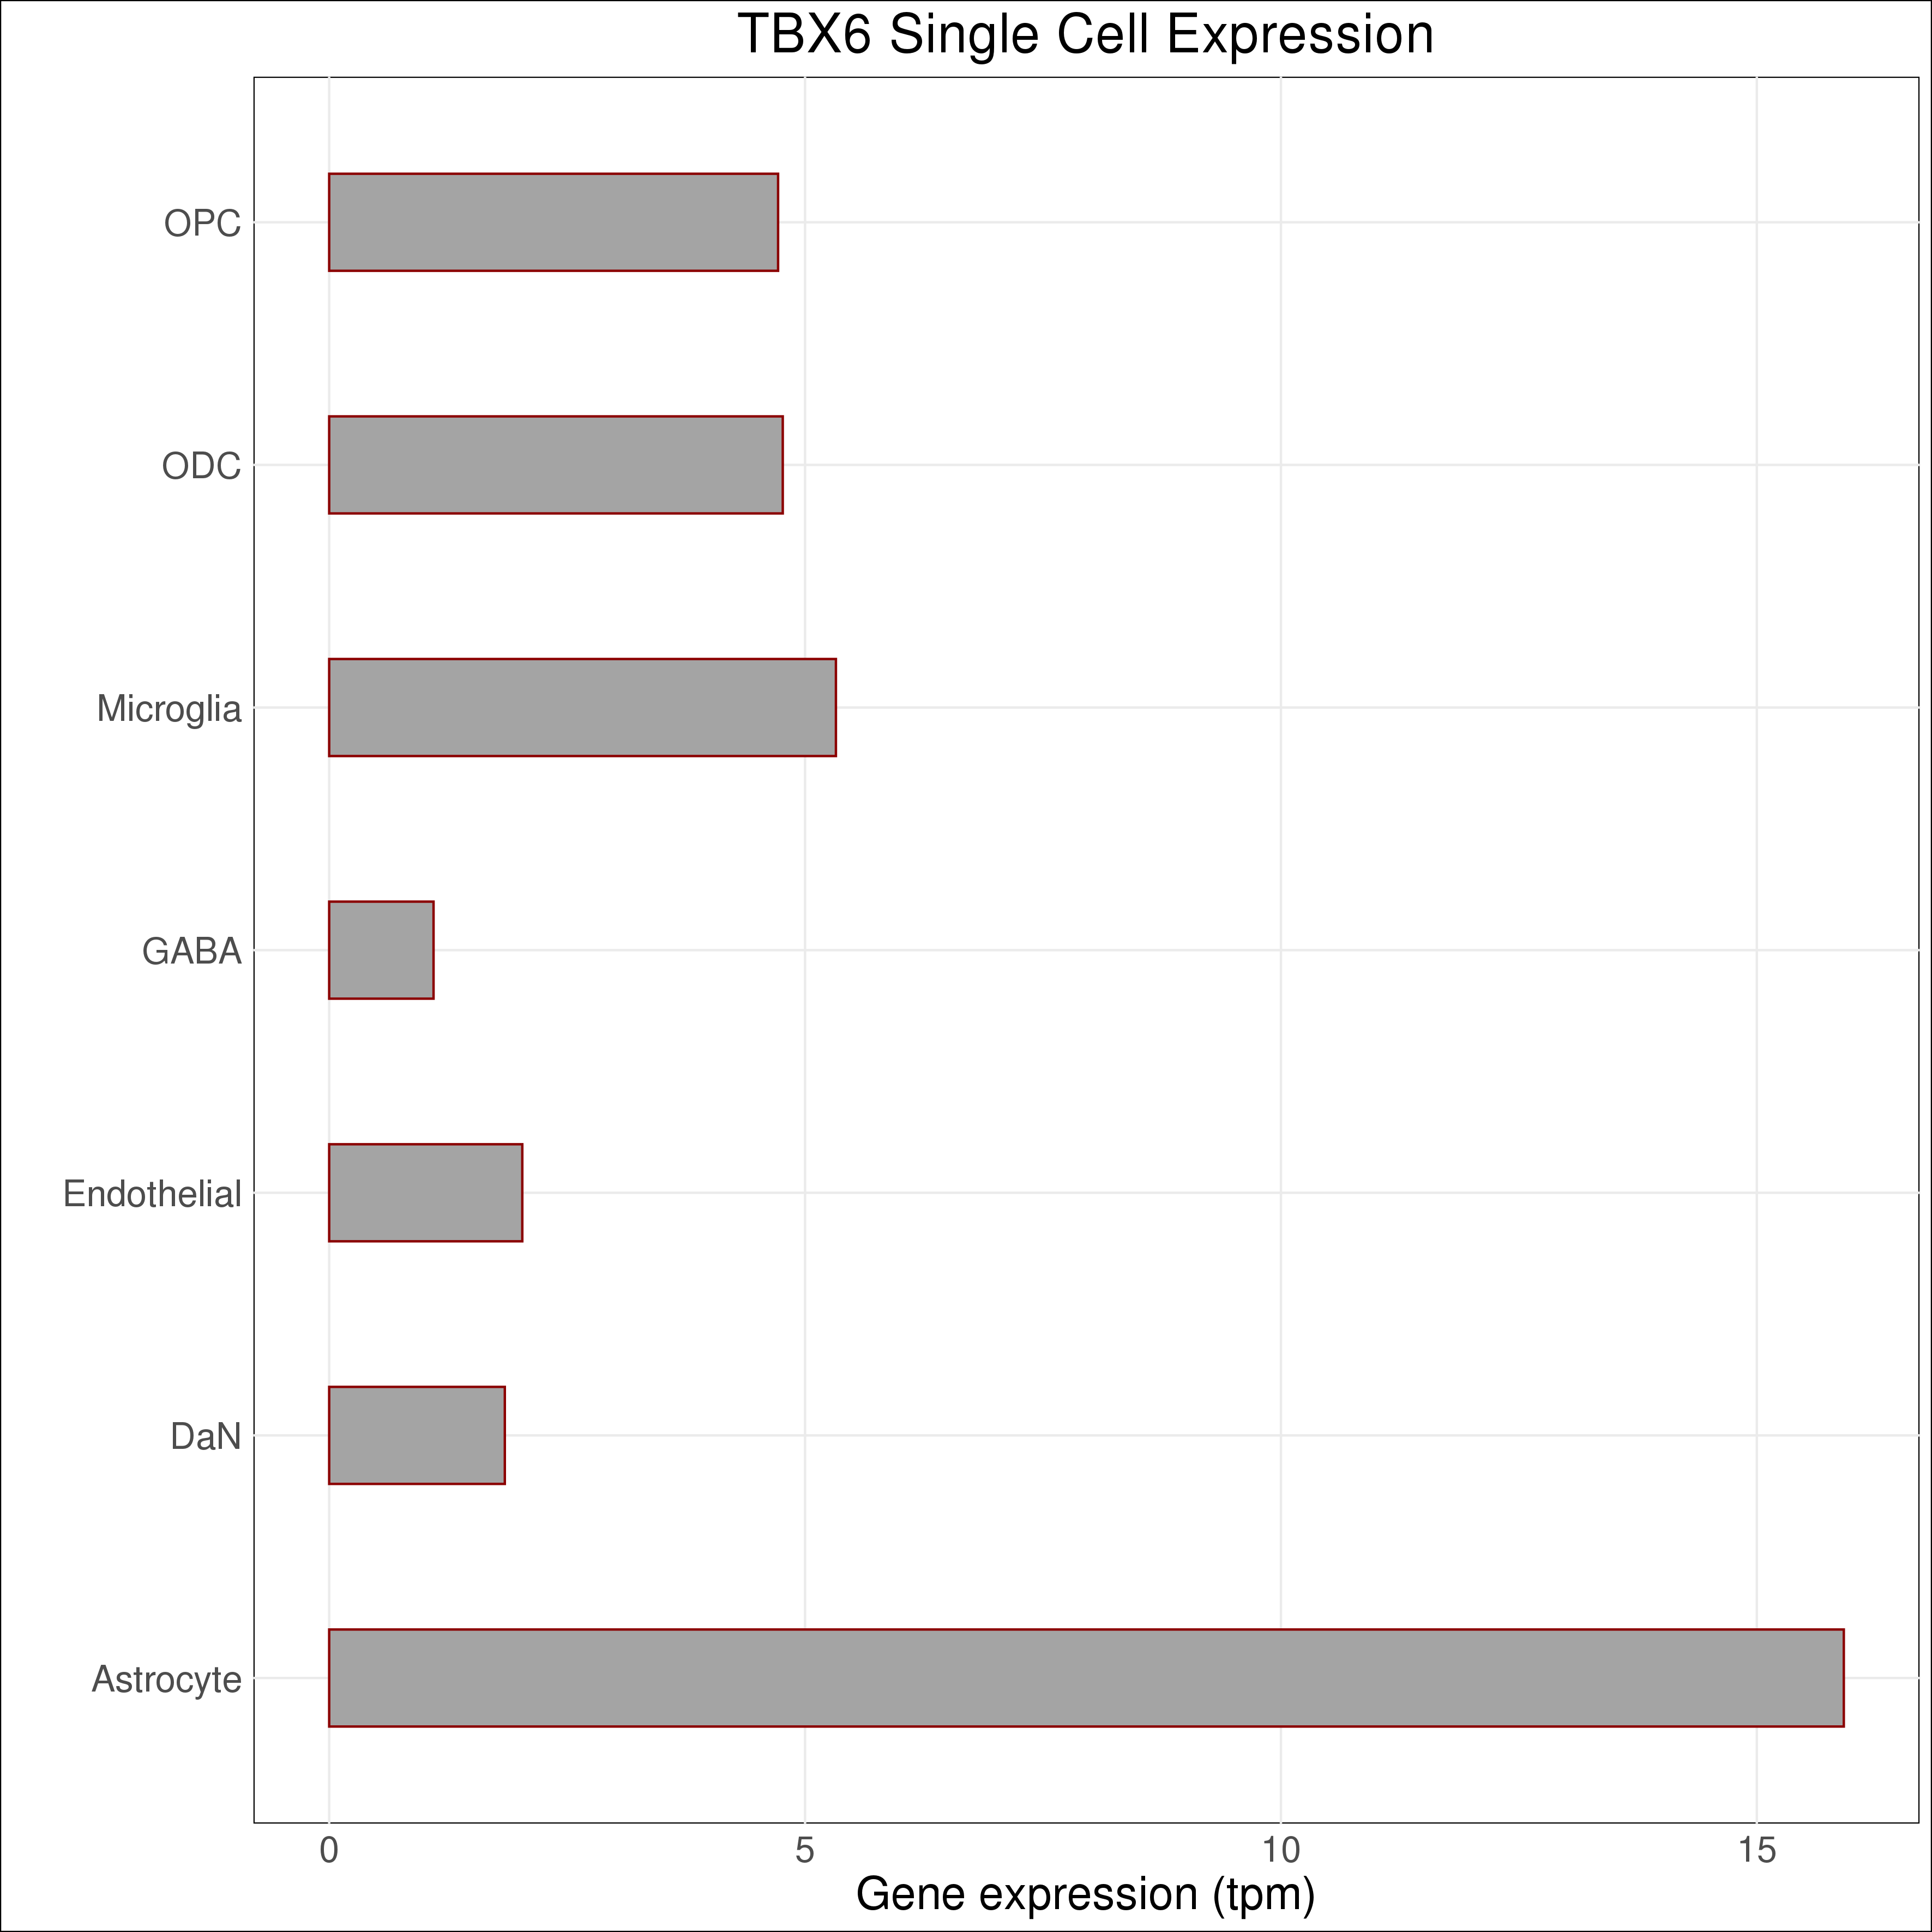 TBX6 Single Cell Expression
OPC
ODC
Microglia
GABA
Endothelial
DaN
Astrocyte
0 5 10 15
Gene expression (tpm)